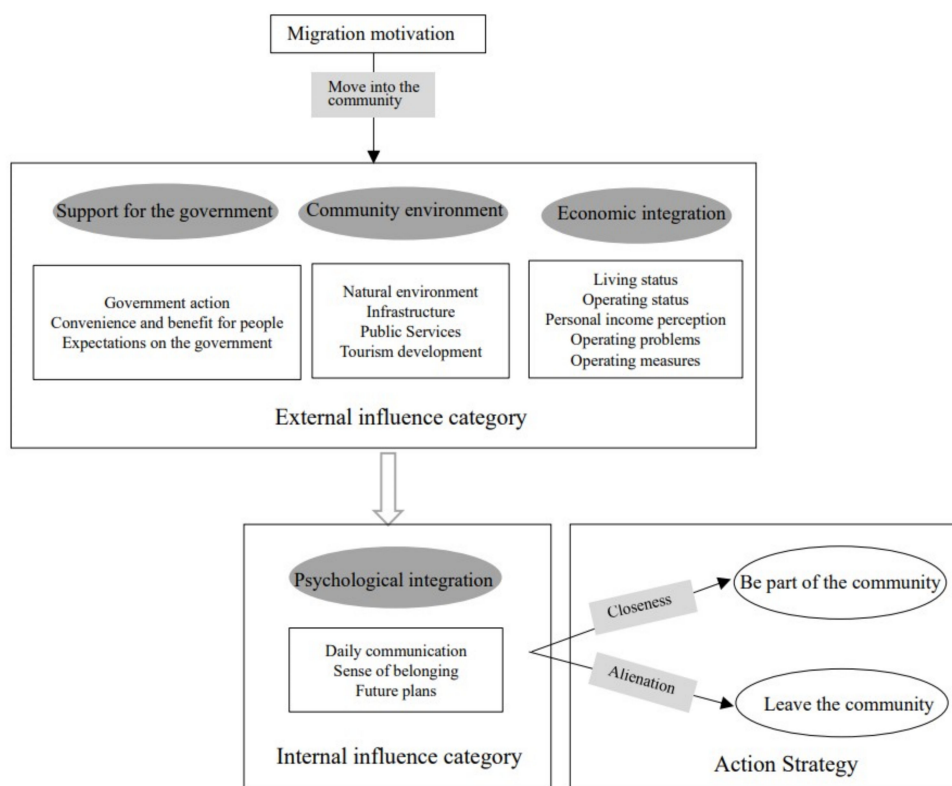 Migration motivation
Move into the
community
Support for the government
Community environment
Economic integration
Government action
Convenience and benefit for people
Expectations on the government
Natural environment
Infrastructure
Public Services
Tourism development
Living status
Operating status
Personal income perception
Operating problems
Operating measures
External influence category
Psychological integration
Daily communication
Sense of belonging
Future plans
Internal influence category
Closeness
Alienation
Be part of the community
Leave the community
Action Strategy